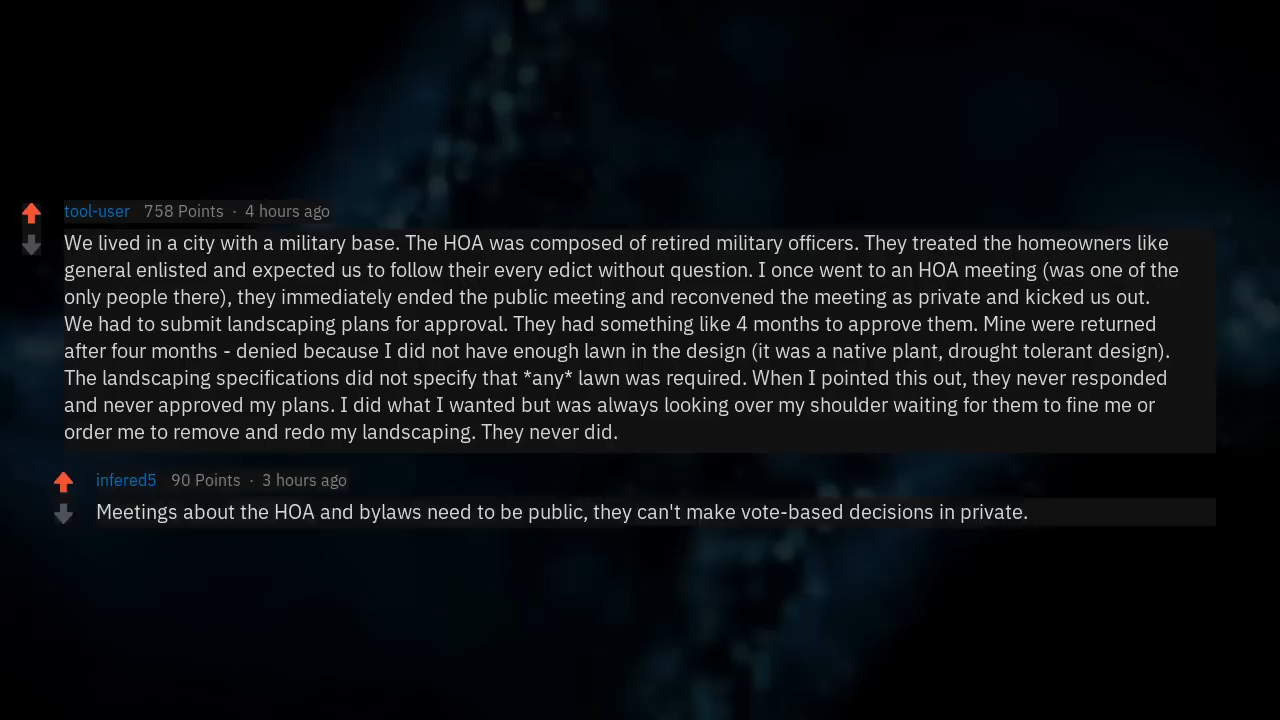 tool-user 758 Points · 4 hours ago
We lived in a city with a military base. The HOA was composed of retired military officers. They treated the homeowners like
general enlisted and expected us to follow their every edict without question. I once went to an HOA meeting (was one of the
only people there), they immediately ended the public meeting and reconvened the meeting as private and kicked us out.
We had to submit landscaping plans for approval. They had something like 4 months to approve them. Mine were returned
after four months - denied because I did not have enough lawn in the design (it was a native plant, drought tolerant design).
The landscaping specifications did not specify that *any* lawn was required. When I pointed this out, they never responded
and never approved my plans. I did what I wanted but was always looking over my shoulder waiting for them to fine me or
order me to remove and redo my landscaping. They never did.
infered5 90 Points · 3 hours ago
Meetings about the HOA and bylaws need to be public, they can't make vote-based decisions in private.